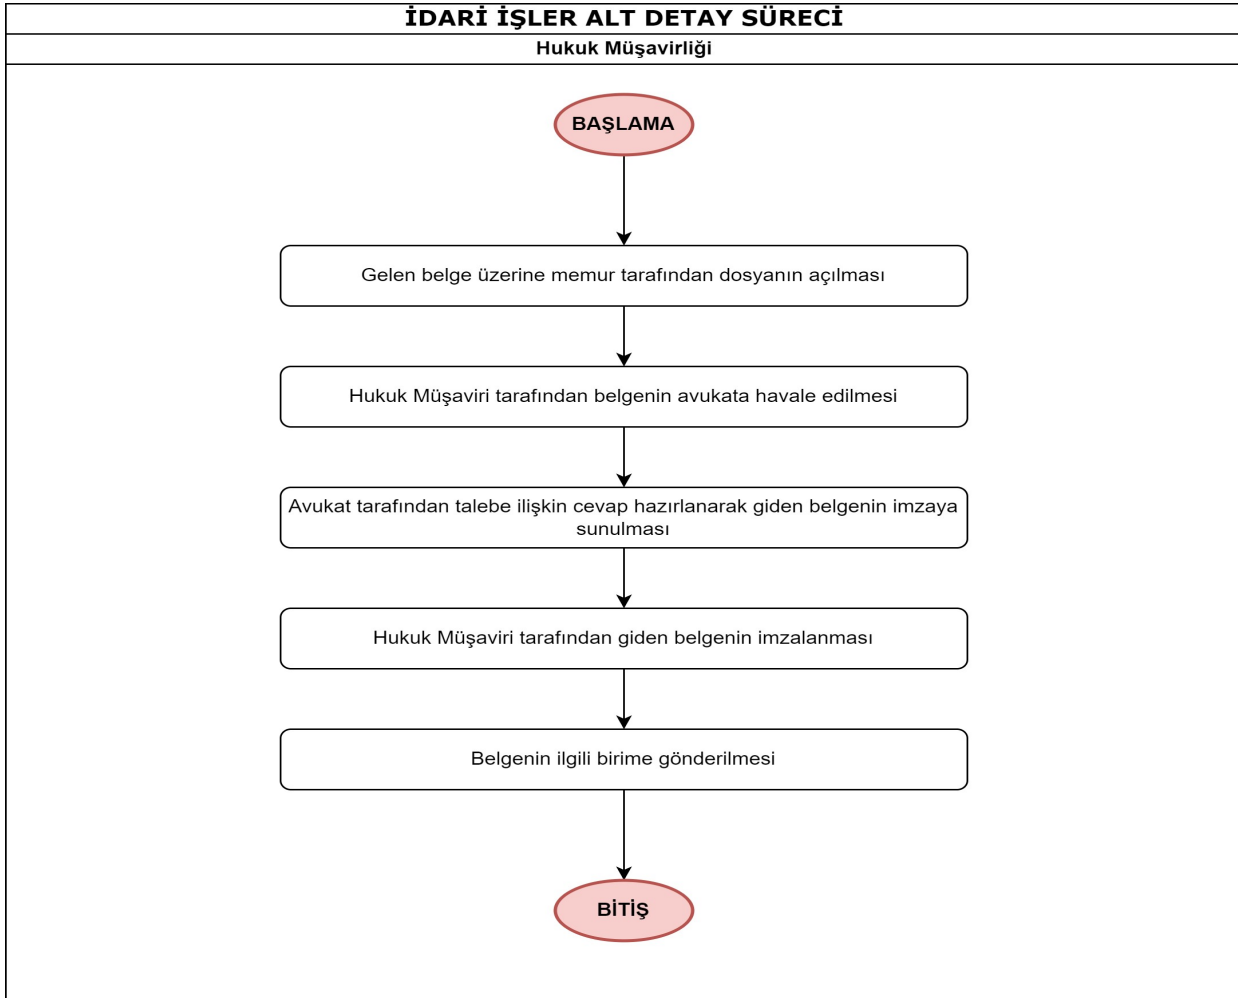 İDARİ İŞLER ALT DETAY SÜRECİ
Hukuk Müşavirliği
BAŞLAMA
Gelen belge üzerine memur tarafından dosyanın açılması
Hukuk Müşaviri tarafından belgenin avukata havale edilmesi
Avukat tarafından talebe ilişkin cevap hazırlanarak giden belgenin imzaya
sunulması
Hukuk Müşaviri tarafından giden belgenin imzalanması
Belgenin ilgili birime gönderilmesi
BİTİŞ